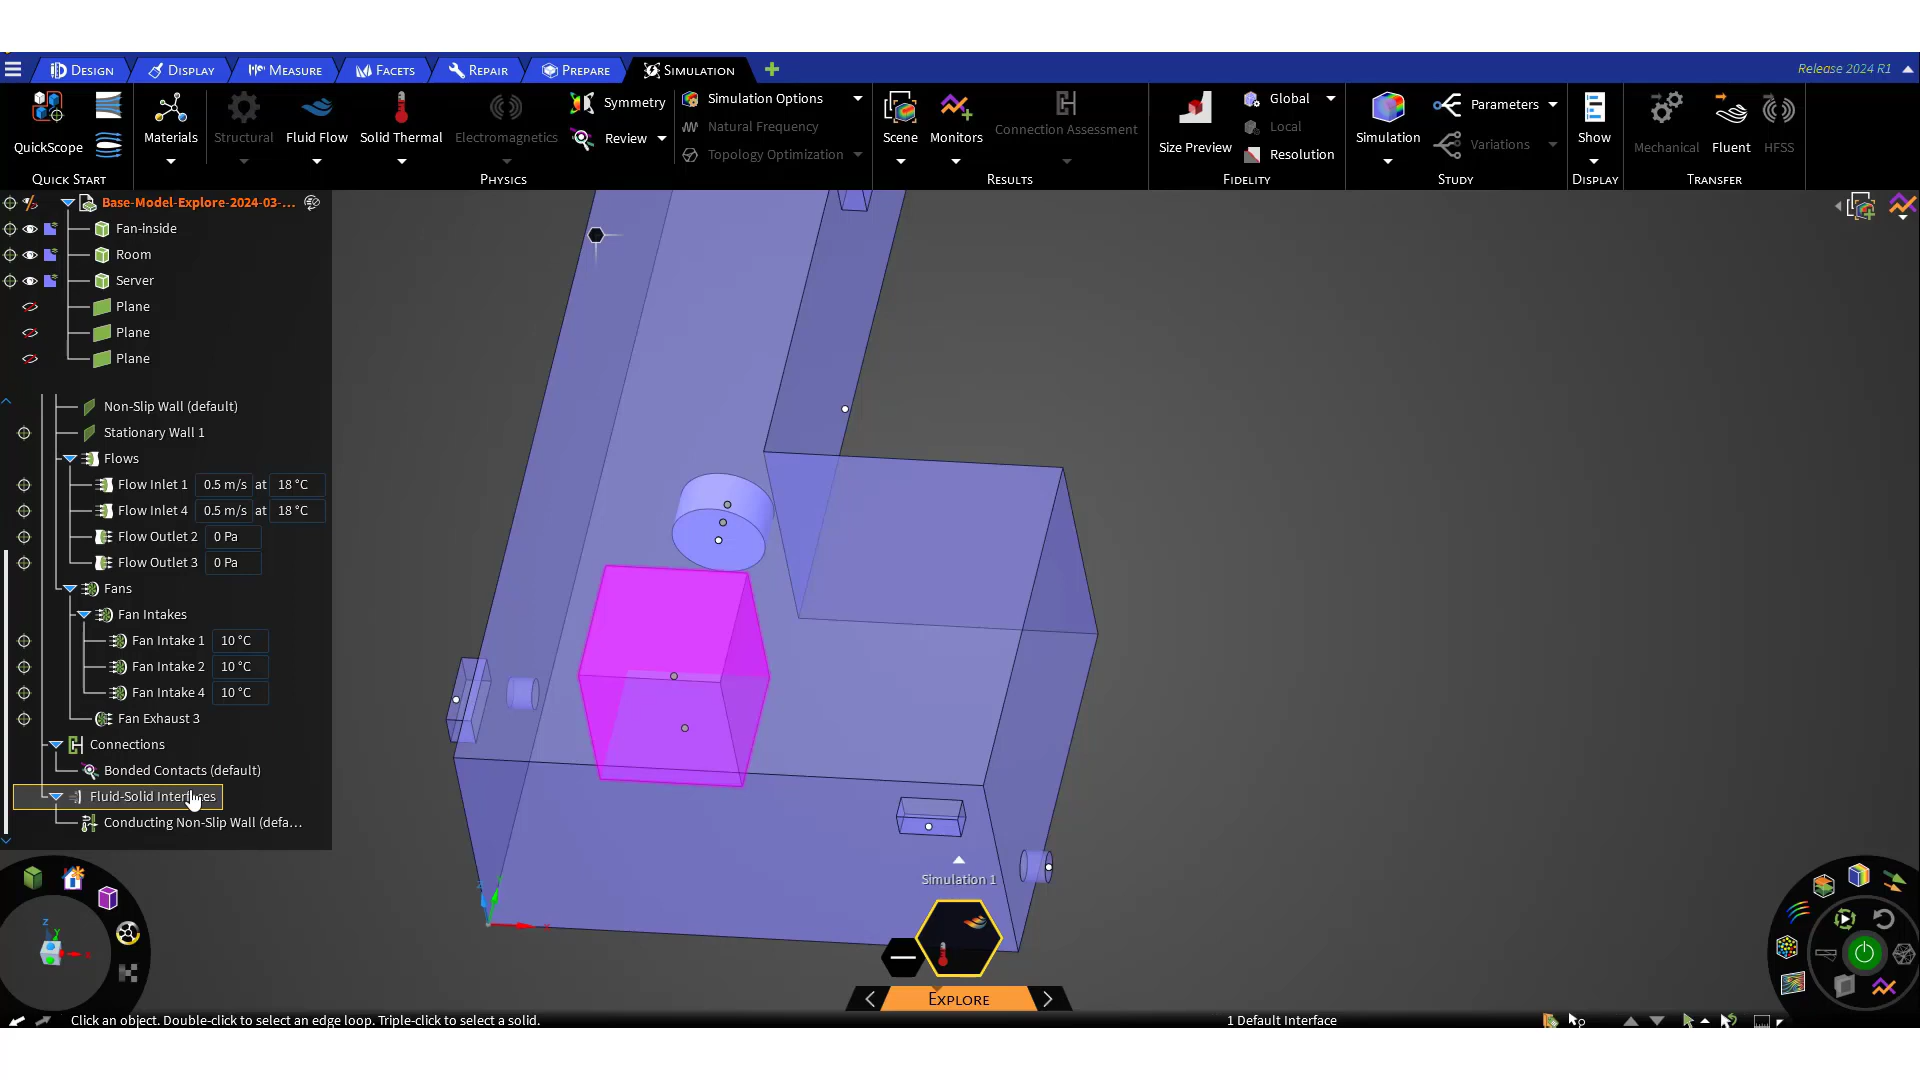 Design
Display
Measure
Facets
Repair
Prepare
Simulation
Release 2024 R1
QuickScope
Quick Start
Materials
Structural
Fluid Flow
Solid Thermal
Electromagnetics
Symmetry
Review
Simulation Options
Natural Frequency
Topology Optimization
Physics
Scene
Monitors
Connection Assessment
Results
Size Preview
Global
Local
Resolution
Fidelity
Simulation
Parameters
Variations
Study
Show
Display
Mechanical
Fluent
HFSS
Transfer
Base-Model-Explore-2024-03-...
Fan-inside
Room
Server
Plane
Plane
Plane
Non-Slip Wall (default)
Stationary Wall 1
Flows
Flow Inlet 1 0.5 m/s at 18 °C
Flow Inlet 4 0.5 m/s at 18 °C
Flow Outlet 2 0 Pa
Flow Outlet 3 0 Pa
Fans
Fan Intakes
Fan Intake 1 10 °C
Fan Intake 2 10 °C
Fan Intake 4 10 °C
Fan Exhaust 3
Connections
Bonded Contacts (default)
Fluid-Solid Interfaces
Conducting Non-Slip Wall (defa...
Simulation 1
Explore
Click an object. Double-click to select an edge loop. Triple-click to select a solid.
1 Default Interface